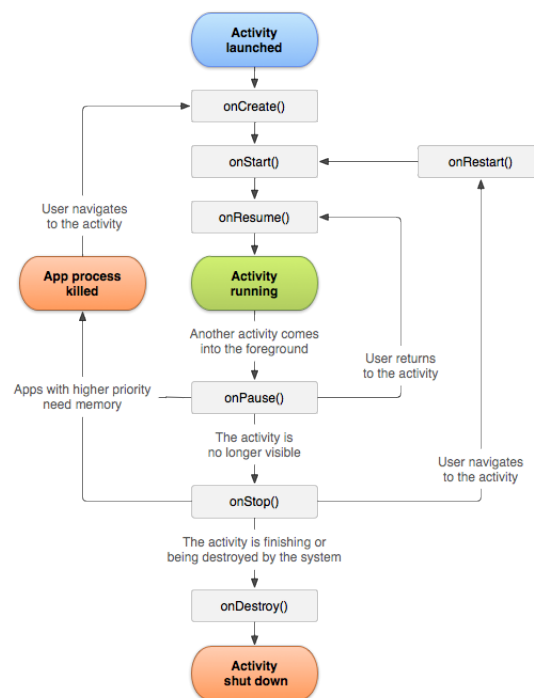 Activity
launched
onCreate()
onStart()
onRestart()
onResume()
User navigates
to the activity
App process
killed
Activity
running
Another activity comes
into the foreground
User returns
to the activity
Apps with higher priority
need memory
onPause()
The activity is
no longer visible
User navigates
to the activity
onStop()
The activity is finishing or
being destroyed by the system
onDestroy()
Activity
shut down